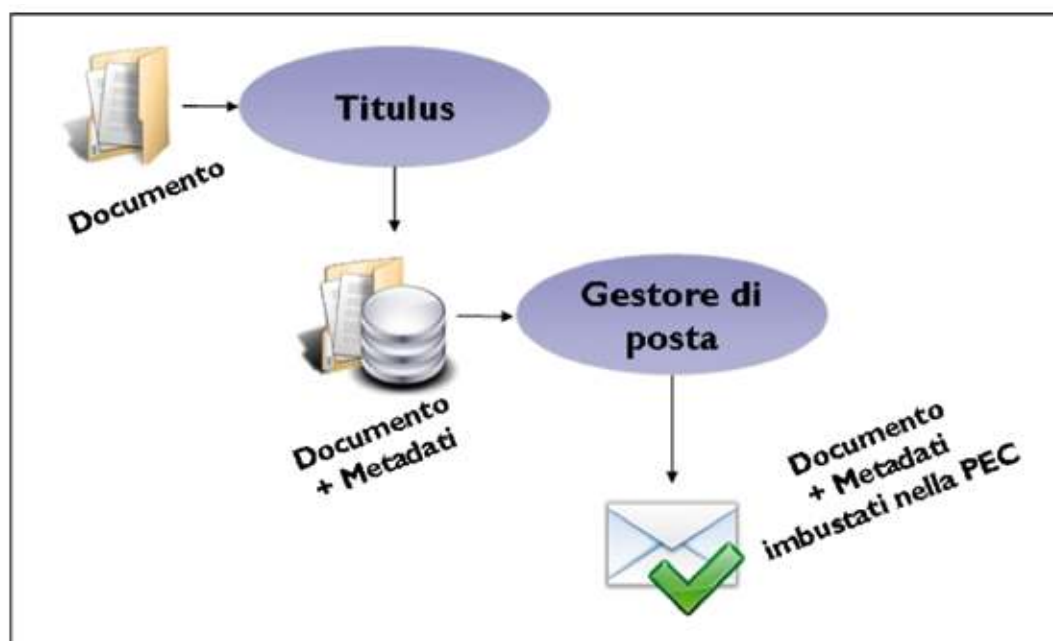 Titulus
Documento
Gestore di
posta
Documento
+ Metadati
Documento
+ Metadati
imbustati nella PEC